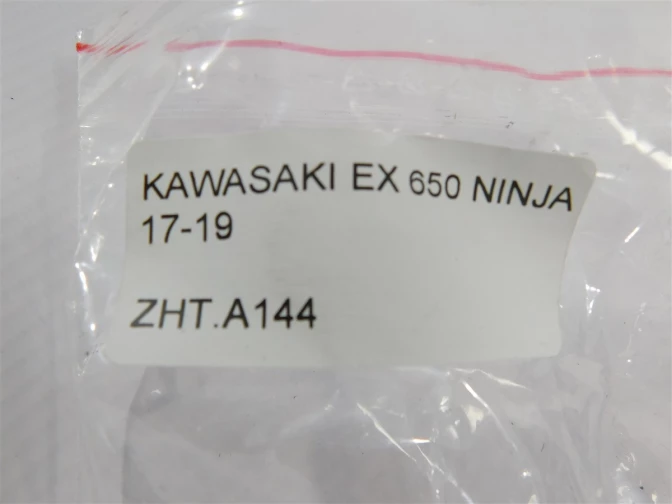 KAWASAKI EX 650 NINJA
17-19
ZHT.A144